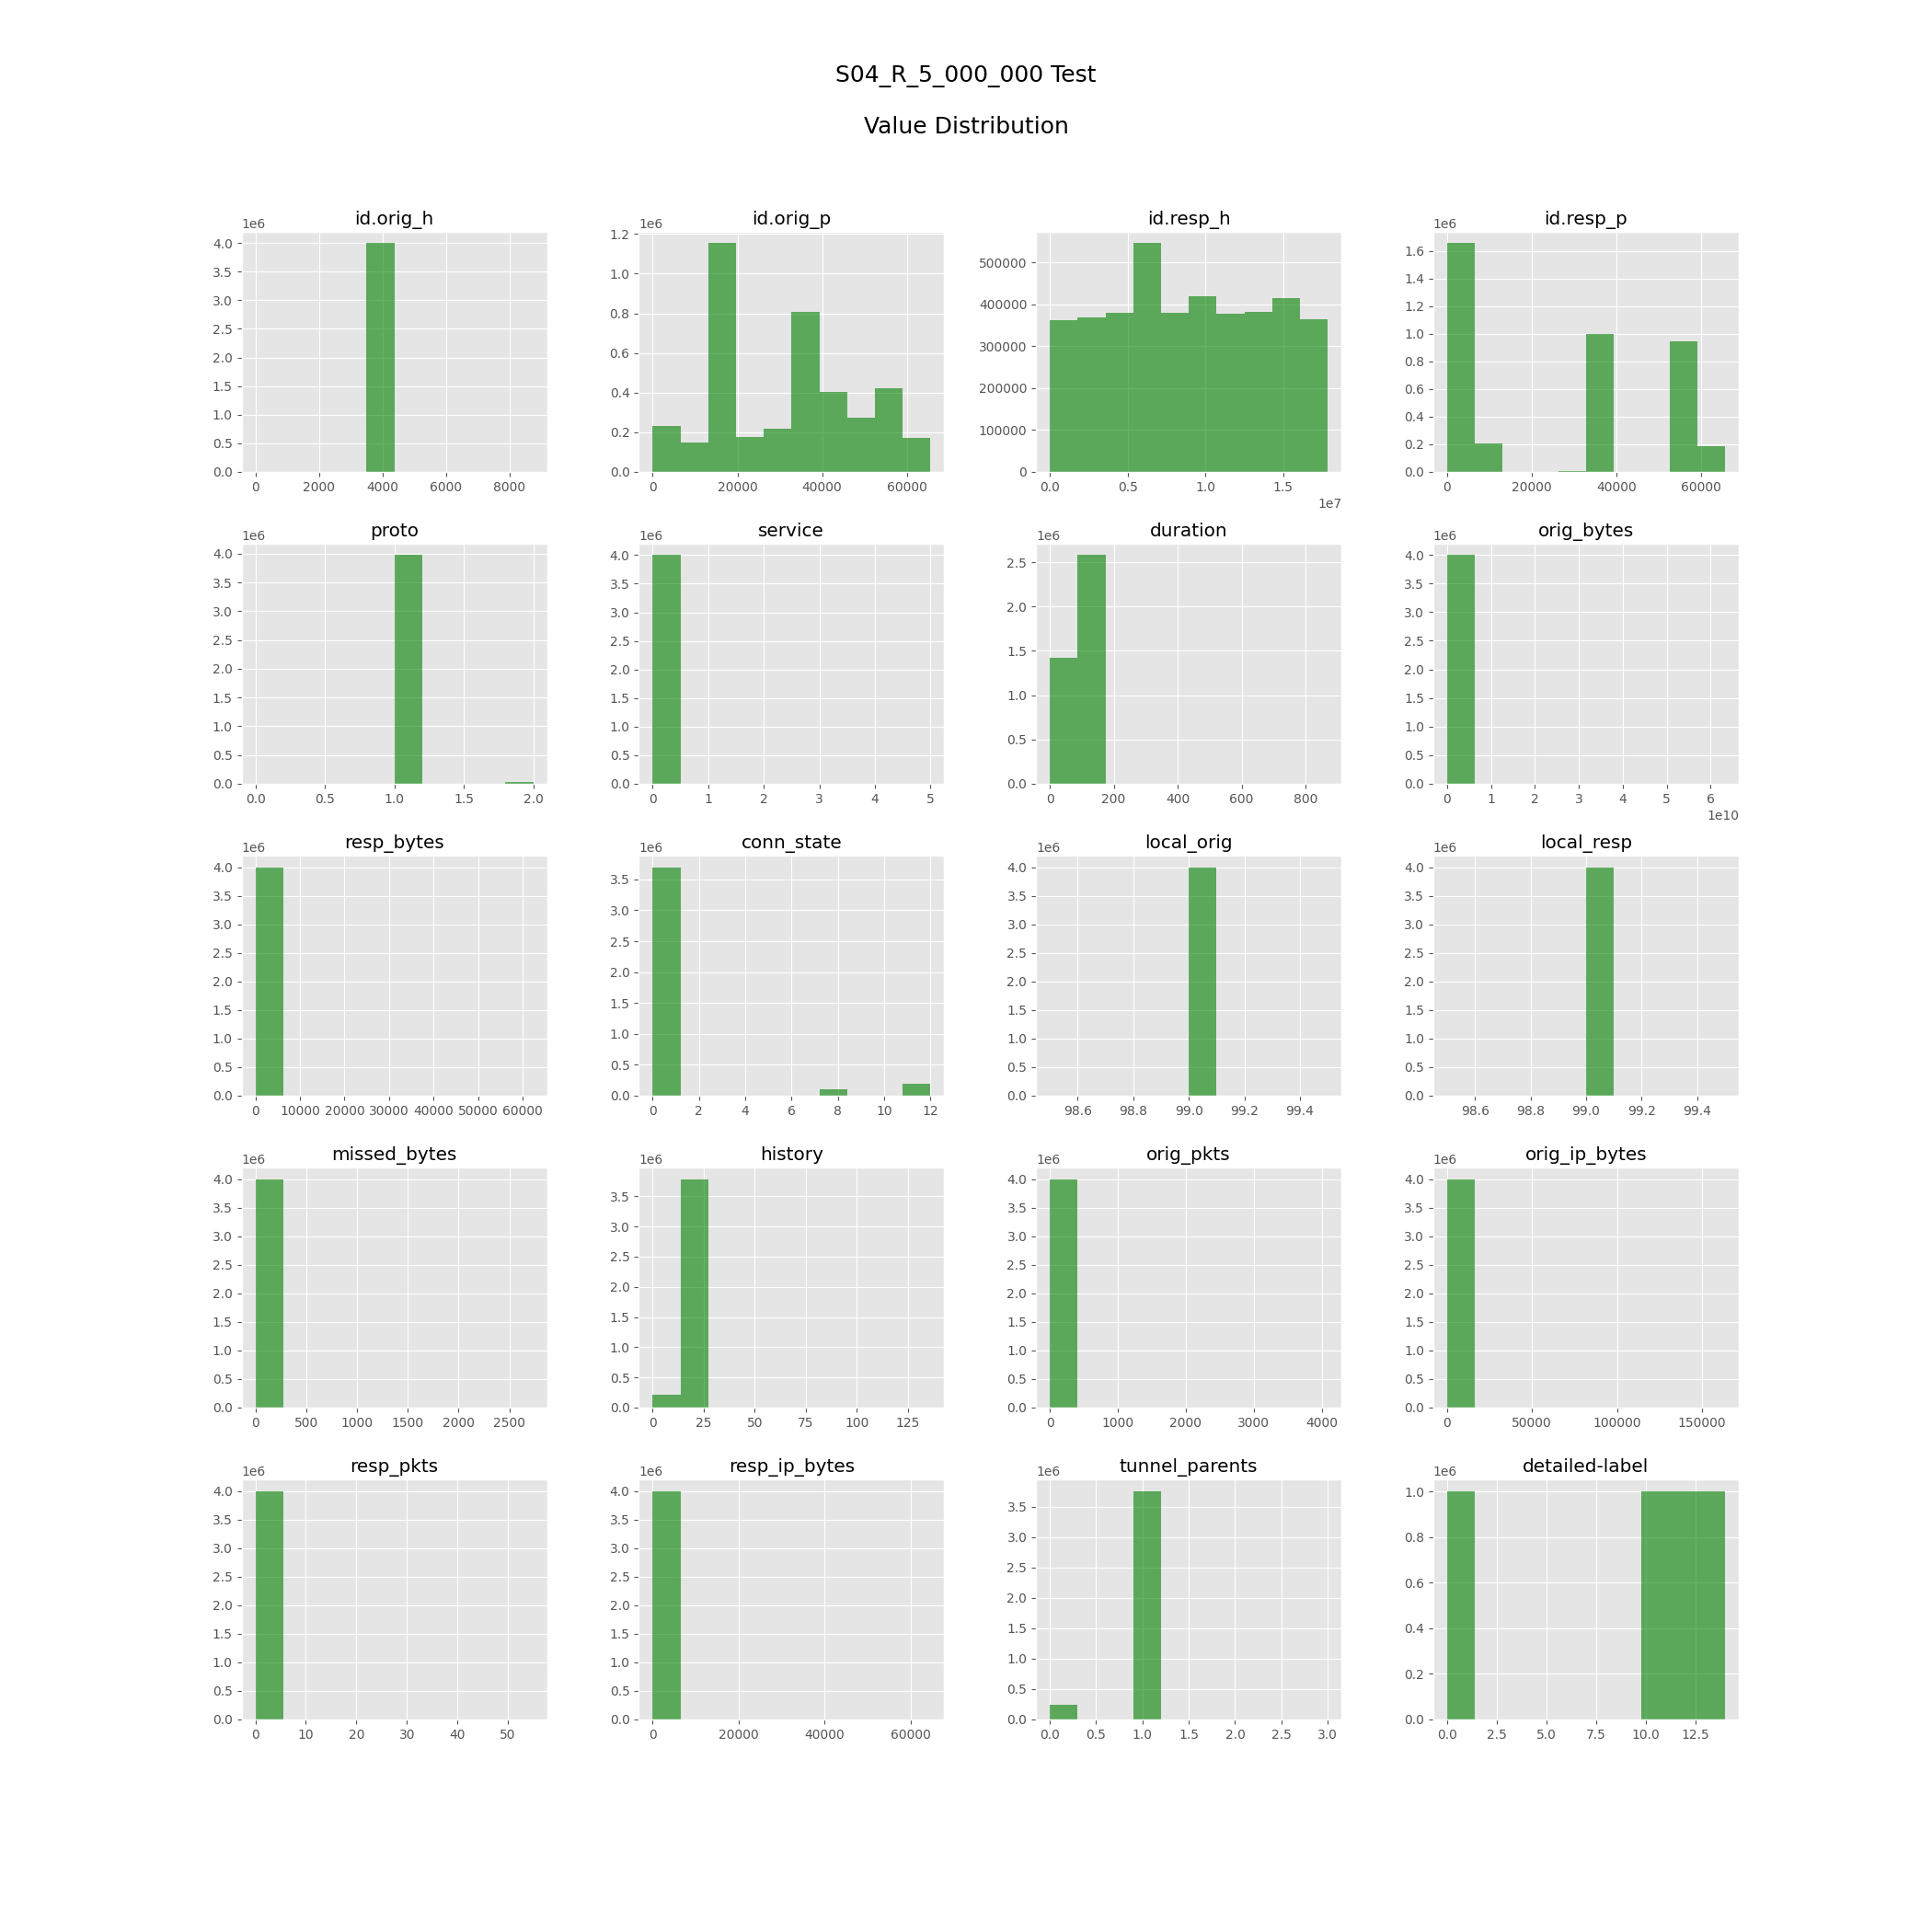 S04_R_5_000_000 Test
Value Distribution
id.orig_h
1e6
4.0
3.5
3.0
2.5
2.0
1.5
1.0
0.5
0.0
0 2000 4000 6000 8000
id.orig_p
1e6
1.2
1.0
0.8
0.6
0.4
0.2
0.0
0 20000 40000 60000
id.resp_h
500000
400000
300000
200000
100000
0
0.0 0.5 1.0 1.5
1e7
id.resp_p
1e6
1.6
1.4
1.2
1.0
0.8
0.6
0.4
0.2
0.0
0 20000 40000 60000
proto
1e6
4.0
3.5
3.0
2.5
2.0
1.5
1.0
0.5
0.0
0.0 0.5 1.0 1.5 2.0
service
1e6
4.0
3.5
3.0
2.5
2.0
1.5
1.0
0.5
0.0
0 1 2 3 4 5
duration
1e6
2.5
2.0
1.5
1.0
0.5
0.0
0 200 400 600 800
orig_bytes
1e6
4.0
3.5
3.0
2.5
2.0
1.5
1.0
0.5
0.0
0 1 2 3 4 5 6
1e10
resp_bytes
1e6
4.0
3.5
3.0
2.5
2.0
1.5
1.0
0.5
0.0
0 10000 20000 30000 40000 50000 60000
conn_state
1e6
3.5
3.0
2.5
2.0
1.5
1.0
0.5
0.0
0 2 4 6 8 10 12
local_orig
1e6
4.0
3.5
3.0
2.5
2.0
1.5
1.0
0.5
0.0
98.6 98.8 99.0 99.2 99.4
local_resp
1e6
4.0
3.5
3.0
2.5
2.0
1.5
1.0
0.5
0.0
98.6 98.8 99.0 99.2 99.4
missed_bytes
1e6
4.0
3.5
3.0
2.5
2.0
1.5
1.0
0.5
0.0
0 500 1000 1500 2000 2500
history
1e6
3.5
3.0
2.5
2.0
1.5
1.0
0.5
0.0
0 25 50 75 100 125
orig_pkts
1e6
4.0
3.5
3.0
2.5
2.0
1.5
1.0
0.5
0.0
0 1000 2000 3000 4000
orig_ip_bytes
1e6
4.0
3.5
3.0
2.5
2.0
1.5
1.0
0.5
0.0
0 50000 100000 150000
resp_pkts
1e6
4.0
3.5
3.0
2.5
2.0
1.5
1.0
0.5
0.0
0 10 20 30 40 50
resp_ip_bytes
1e6
4.0
3.5
3.0
2.5
2.0
1.5
1.0
0.5
0.0
0 20000 40000 60000
tunnel_parents
1e6
3.5
3.0
2.5
2.0
1.5
1.0
0.5
0.0
0.0 0.5 1.0 1.5 2.0 2.5 3.0
detailed-label
1e6
1.0
0.8
0.6
0.4
0.2
0.0
0.0 2.5 5.0 7.5 10.0 12.5